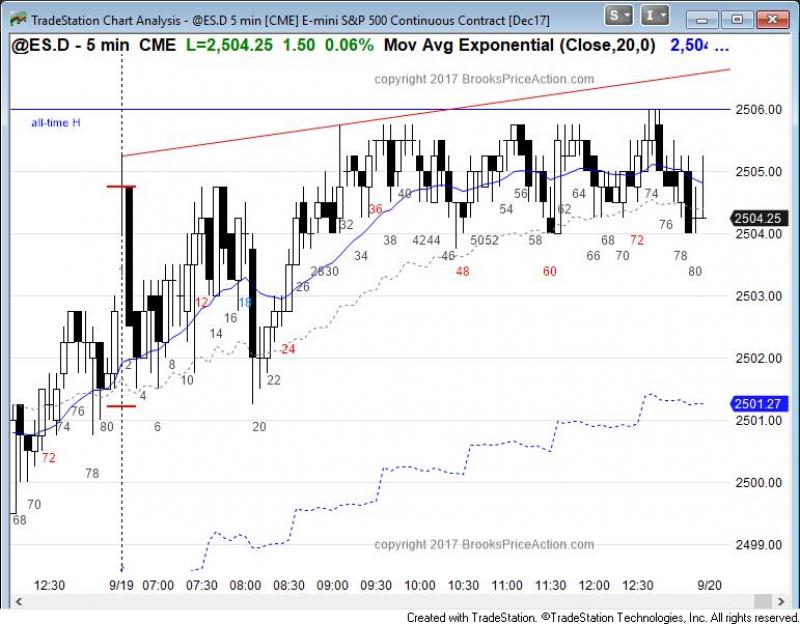 TradeStation Chart Analysis - @ES.D 5 min [CME] E-mini S&P 500 Continuous Contract [Dec17]
S I
@ES.D - 5 min CME L=2,504.25 1.50 0.06% Mov Avg Exponential (Close,20,0) 2,504 ...
copyright 2017 BrooksPriceAction.com
2506.00
all-time H
2505.00
40 56 64 74
36 54 62
32
2504.25
76
2504.00
38 42 44 50 52 58 68 72
34 46 66 70 78
28 30 48 60 80
26
2503.00
12 18
16
14
24
2502.00
2 8
10 22
4
2501.27
76
74 80 6 20
2501.00
72
78
2500.00
70
68
2499.00
copyright 2017 BrooksPriceAction.com
12:30 9/19 07:00 07:30 08:00 08:30 09:00 09:30 10:00 10:30 11:00 11:30 12:00 12:30 9/20
Created with TradeStation. ©TradeStation Technologies, Inc. All rights reserved.